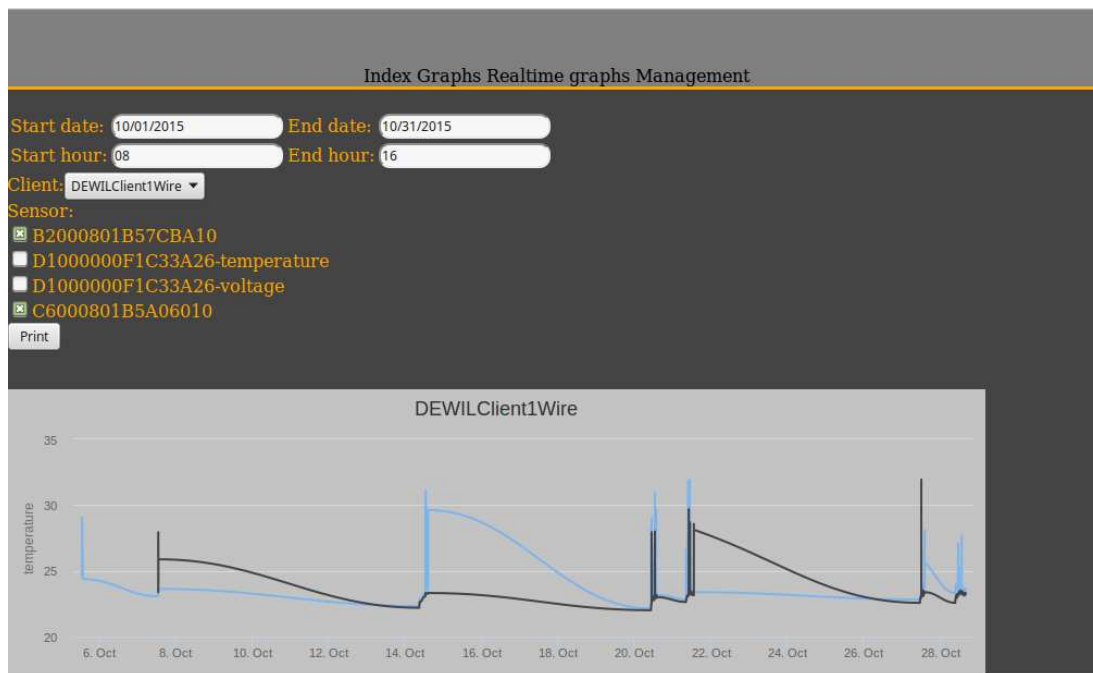 Index Graphs Realtime graphs Management
Start date: 10/01/2015 End date: 10/31/2015
Start hour: 08 End hour: 16
Client: DEWILClient1Wire
Sensor:
B2000801B57CBA10
D1000000F1C33A26-temperature
D1000000F1C33A26-voltage
C6000801B5A06010
Print
DEWILClient1Wire
35
30
25
20
temperature
6. Oct 8. Oct 10. Oct 12. Oct 14. Oct 16. Oct 18. Oct 20. Oct 22. Oct 24. Oct 26. Oct 28. Oct